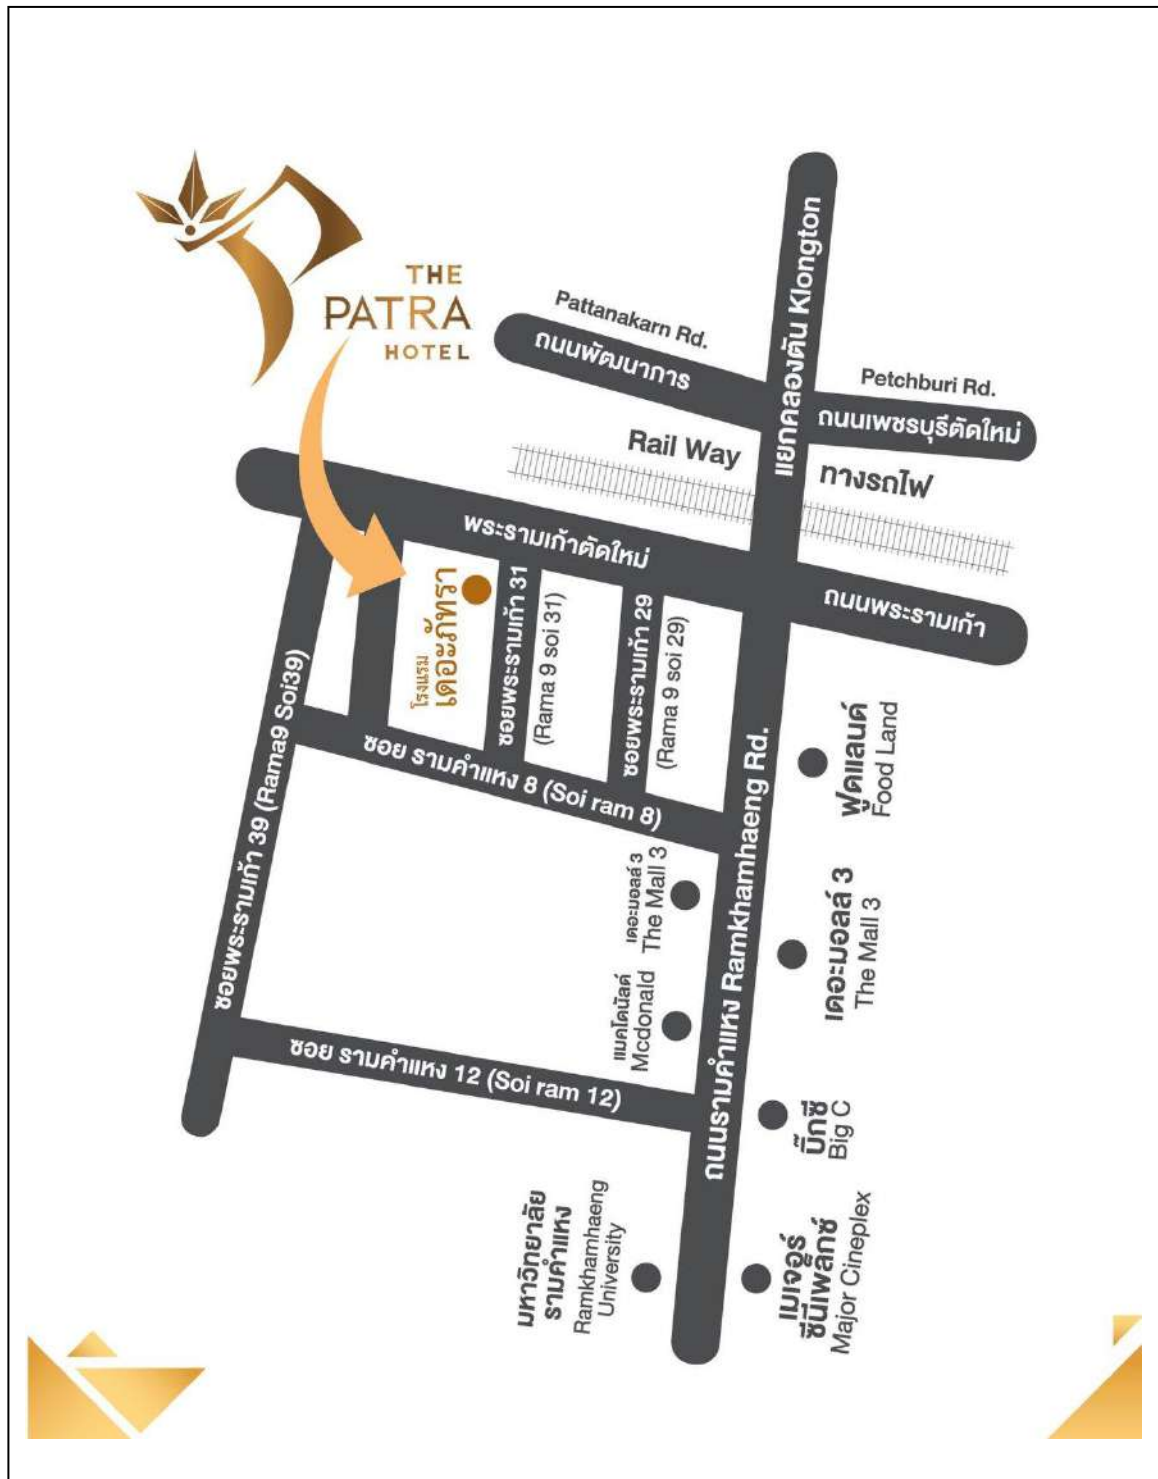 THE
PATRA
HOTEL
แยกคลองตัน Klongton
Pattanakarn Rd.
ถนนพัฒนาการ
Petchburi Rd.
ถนนเพชรบุรีตัดใหม่
Rail Way
ทางรถไฟ
พระรามเก้าตัดใหม่
ถนนพระรามเก้า
โรงแรม
เดอะภัทรา
ซอยพระรามเก้า 31
(Rama 9 soi 31)
ซอยพระรามเก้า 29
(Rama 9 soi 29)
ซอยพระรามเก้า 39 (Rama9 Soi39)
ซอย รามคำแหง 8 (Soi ram 8)
ถนนรามคำแหง Ramkhamhaeng Rd.
ฟูดแลนด์
Food Land
เดอะมอลล์ 3
The Mall 3
เดอะมอลล์ 3
The Mall 3
แมคโดนัลด์
Mcdonald
ซอย รามคำแหง 12 (Soi ram 12)
บิ๊กซี
Big C
มหาวิทยาลัย
รามคำแหง
Ramkhamhaeng
University
เมเจอร์
ซีนีเพล็กซ์
Major Cineplex